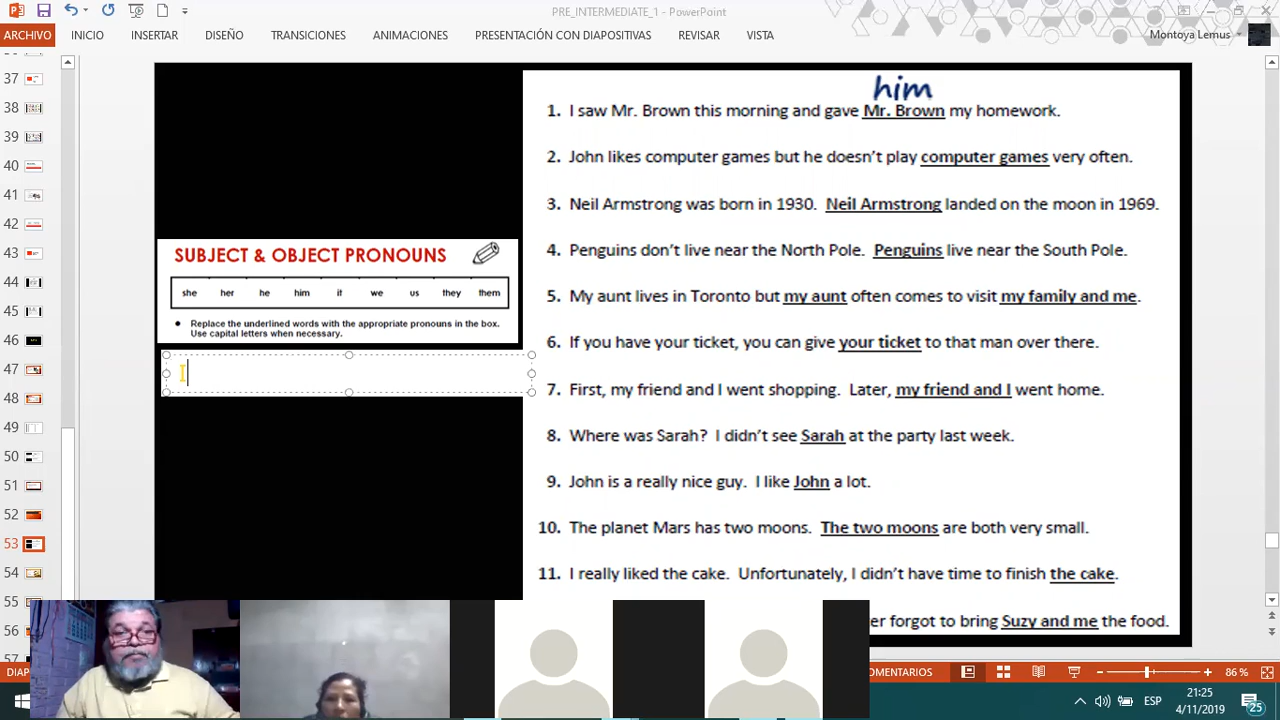 PRE_INTERMEDIATE_1 - PowerPoint
ARCHIVO INICIO INSERTAR DISEÑO TRANSICIONES ANIMACIONES PRESENTACIÓN CON DIAPOSITIVAS REVISAR VISTA Montoya Lemus
37
38
39
40
41
42
43
44
45
46
47
48
49
50
51
52
53
54
55
56
SUBJECT & OBJECT PRONOUNS
she her he him it we us they them
● Replace the underlined words with the appropriate pronouns in the box.
Use capital letters when necessary.
him
1. I saw Mr. Brown this morning and gave Mr. Brown my homework.
2. John likes computer games but he doesn't play computer games very often.
3. Neil Armstrong was born in 1930. Neil Armstrong landed on the moon in 1969.
4. Penguins don't live near the North Pole. Penguins live near the South Pole.
5. My aunt lives in Toronto but my aunt often comes to visit my family and me.
6. If you have your ticket, you can give your ticket to that man over there.
7. First, my friend and I went shopping. Later, my friend and I went home.
8. Where was Sarah? I didn't see Sarah at the party last week.
9. John is a really nice guy. I like John a lot.
10. The planet Mars has two moons. The two moons are both very small.
11. I really liked the cake. Unfortunately, I didn't have time to finish the cake.
er forgot to bring Suzy and me the food.
DIAP
OMENTARIOS
86 %
ESP
21:25
4/11/2019
25